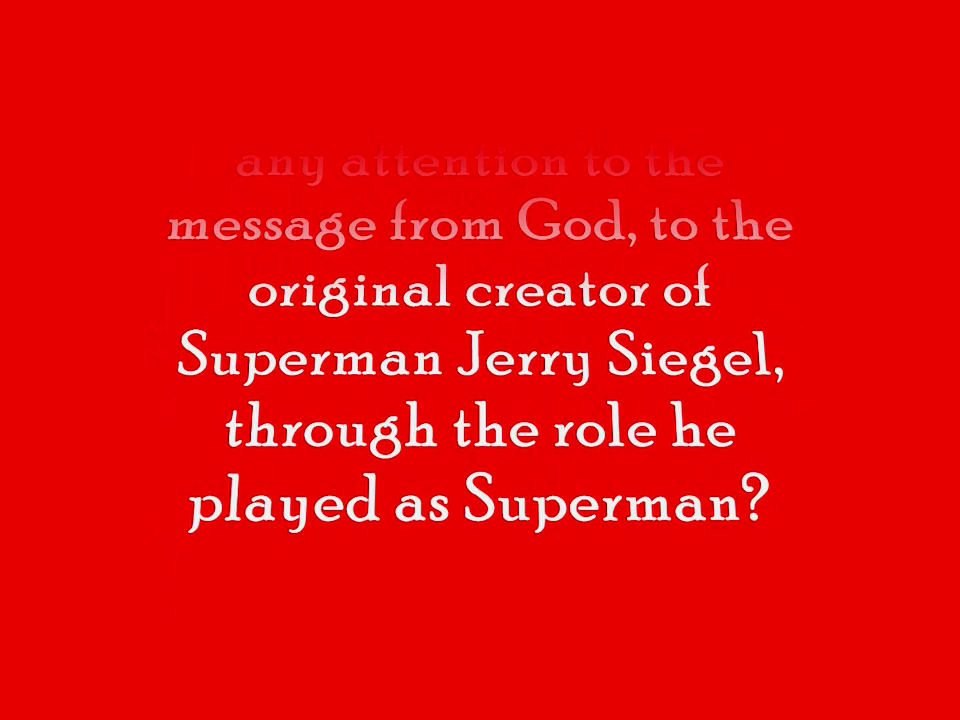 any attention to the
message from God, to the
original creator of
Superman Jerry Siegel,
through the role he
played as Superman?